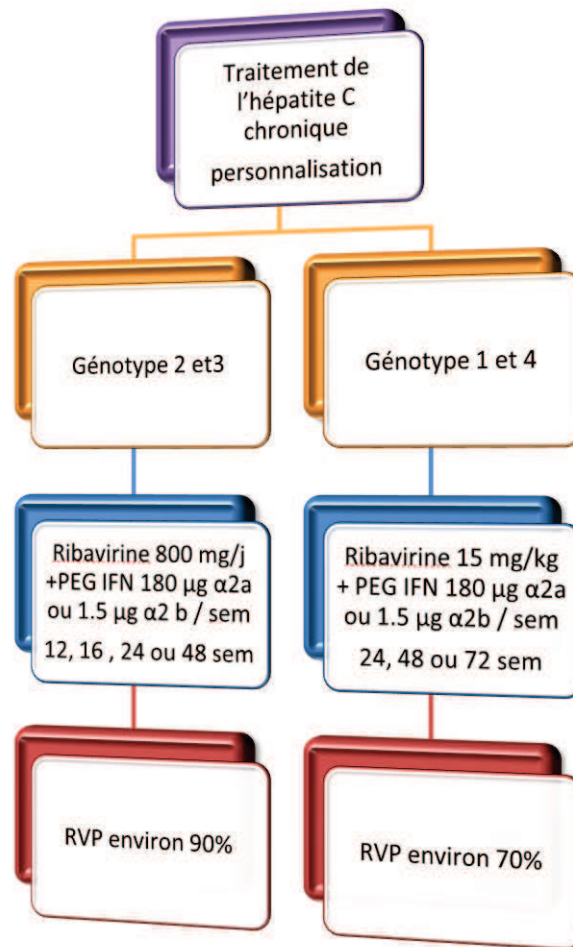 Traitement de
l'hépatite C
chronique
personnalisation
Génotype 2 et3
Génotype 1 et 4
Ribavirine 800 mg/j
+PEG IFN 180 µg α2a
ou 1.5 µg α2 b / sem
12, 16 , 24 ou 48 sem
Ribavirine 15 mg/kg
+ PEG IFN 180 µg α2a
ou 1.5 µg α2b / sem
24, 48 ou 72 sem
RVP environ 90%
RVP environ 70%